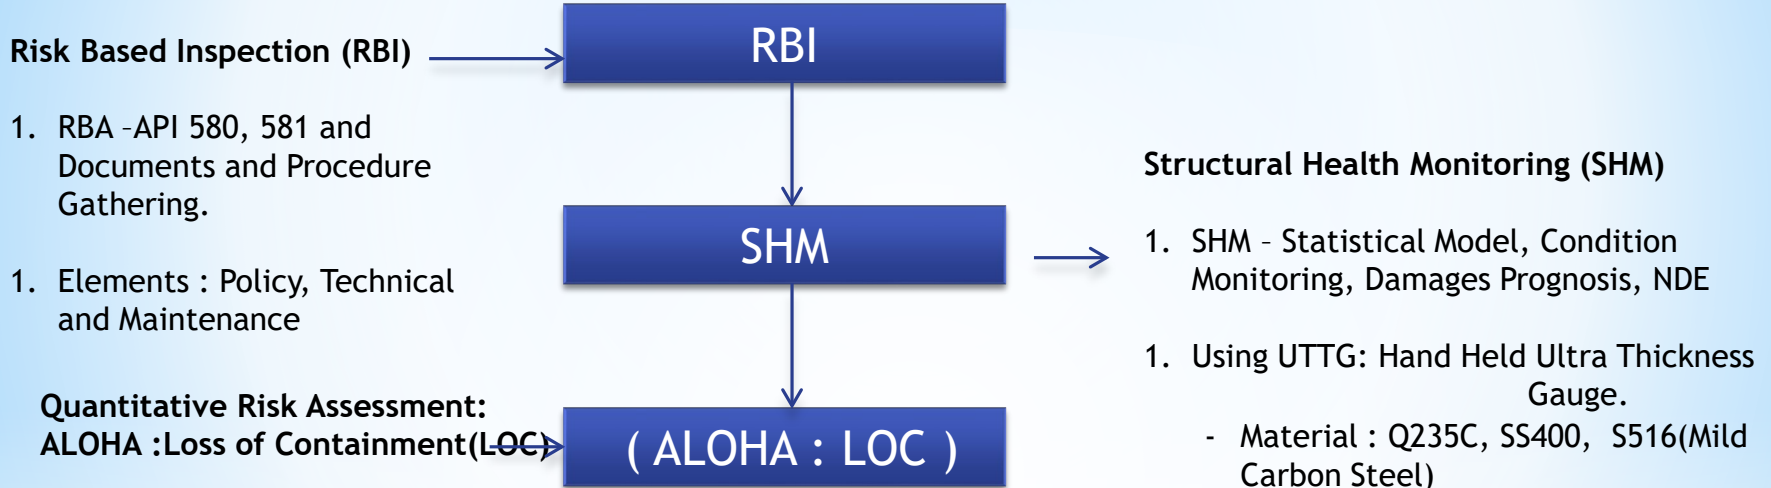 Risk Based Inspection (RBI)
1. RBA –API 580, 581 and
Documents and Procedure
Gathering.
1. Elements : Policy, Technical
and Maintenance
Quantitative Risk Assessment:
ALOHA :Loss of Containment(LOC)
RBI
SHM
( ALOHA : LOC )
Structural Health Monitoring (SHM)
1. SHM – Statistical Model, Condition
Monitoring, Damages Prognosis, NDE
1. Using UTTG: Hand Held Ultra Thickness
Gauge.
- Material : Q235C, SS400, S516(Mild
Carbon Steel)